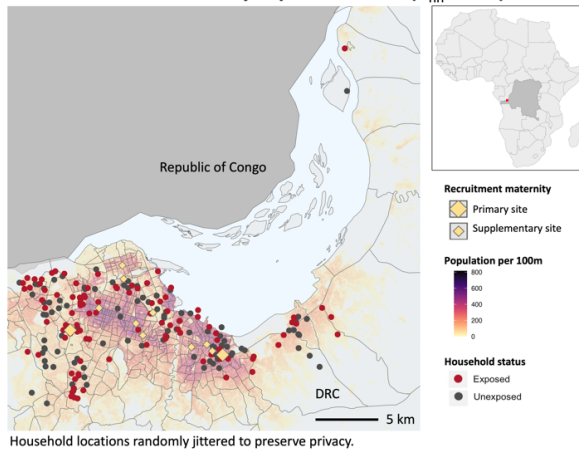 Republic of Congo
DRC
5 km
Recruitment maternity
Primary site
Supplementary site
Population per 100m
800
600
400
200
0
Household status
Exposed
Unexposed
Household locations randomly jittered to preserve privacy.